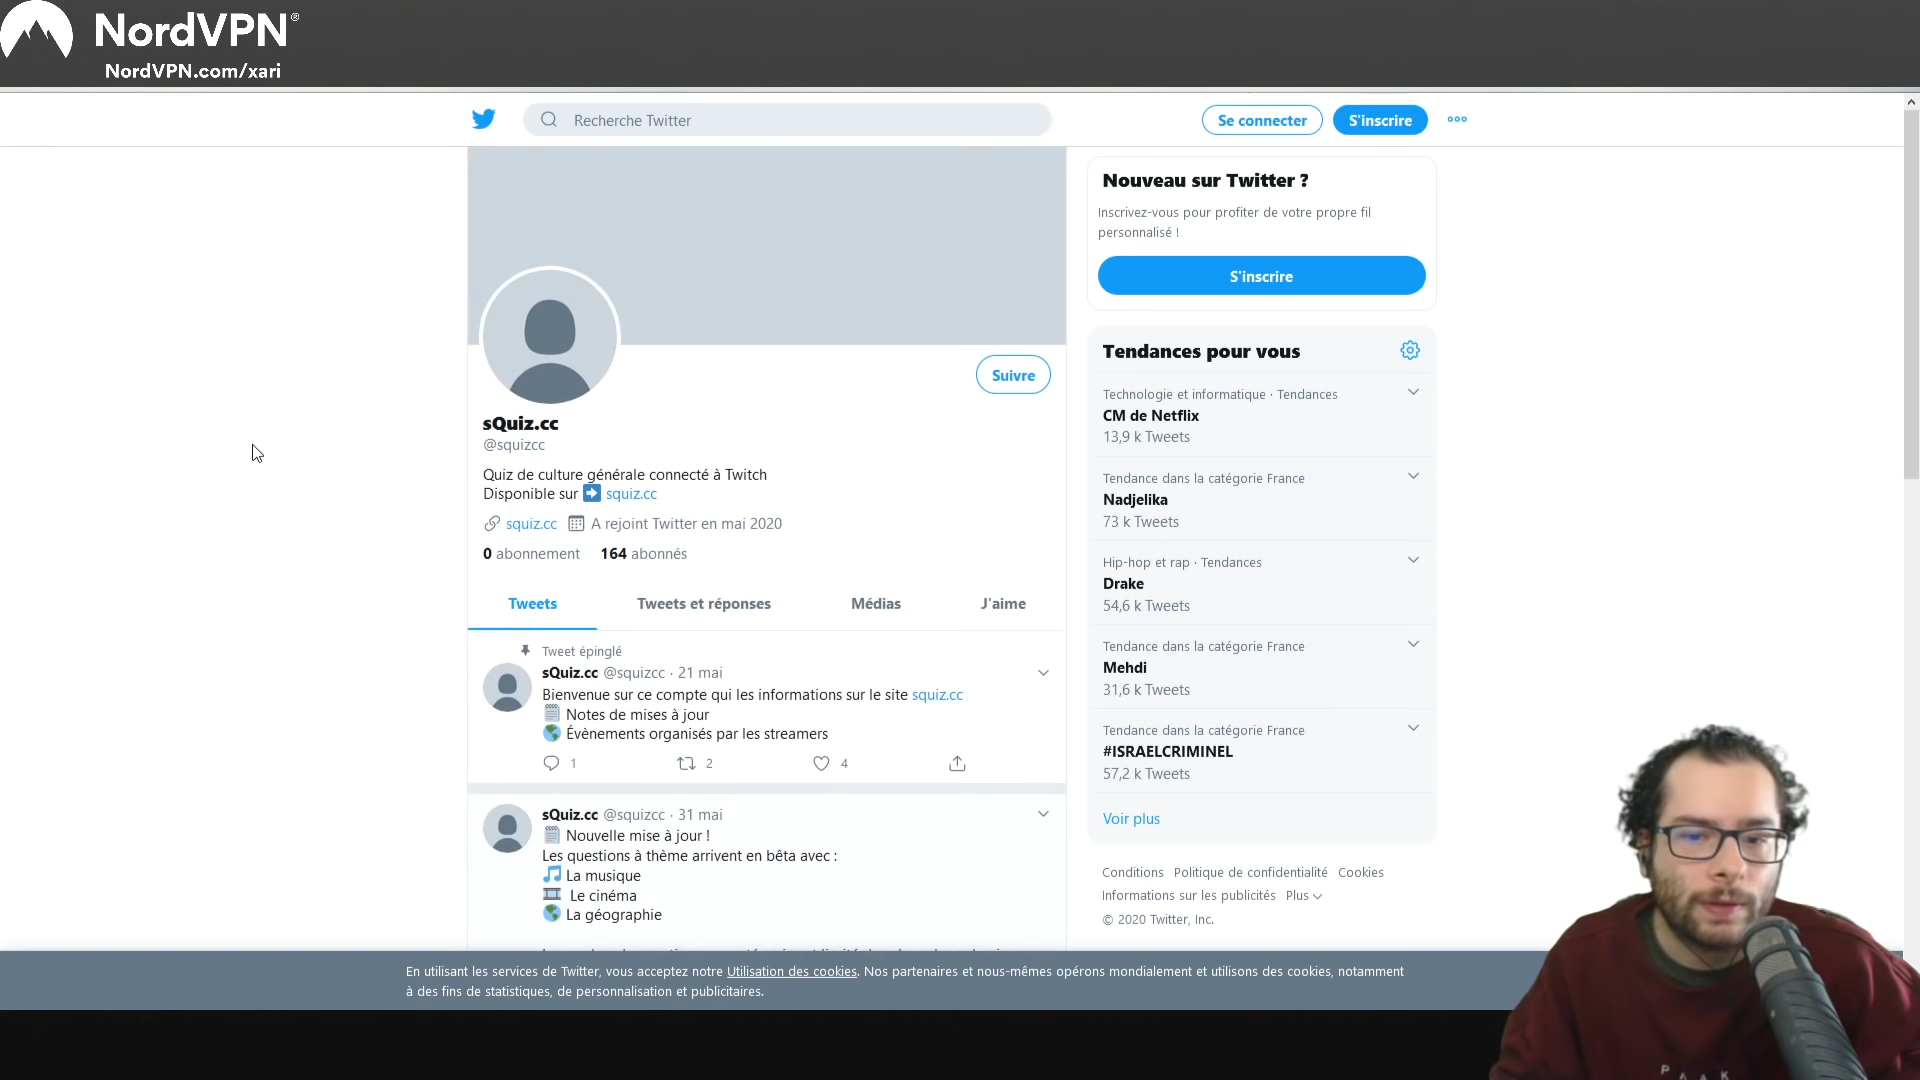 NordVPN®
NordVPN.com/xari
Recherche Twitter
Se connecter
S'inscrire
Suivre
sQuiz.cc
@squizcc
Quiz de culture générale connecté à Twitch
Disponible sur ➡️ squiz.cc
squiz.cc A rejoint Twitter en mai 2020
0 abonnement 164 abonnés
Tweets Tweets et réponses Médias J'aime
Tweet épinglé
sQuiz.cc @squizcc · 21 mai
Bienvenue sur ce compte qui les informations sur le site squiz.cc
Notes de mises à jour
Évènements organisés par les streamers
1 2 4
sQuiz.cc @squizcc · 31 mai
Nouvelle mise à jour !
Les questions à thème arrivent en bêta avec :
La musique
Le cinéma
La géographie
Nouveau sur Twitter ?
Inscrivez-vous pour profiter de votre propre fil
personnalisé !
S'inscrire
Tendances pour vous
Technologie et informatique · Tendances
CM de Netflix
13,9 k Tweets
Tendance dans la catégorie France
Nadjelika
73 k Tweets
Hip-hop et rap · Tendances
Drake
54,6 k Tweets
Tendance dans la catégorie France
Mehdi
31,6 k Tweets
Tendance dans la catégorie France
#ISRAELCRIMINEL
57,2 k Tweets
Voir plus
Conditions Politique de confidentialité Cookies
Informations sur les publicités Plus
© 2020 Twitter, Inc.
En utilisant les services de Twitter, vous acceptez notre Utilisation des cookies. Nos partenaires et nous-mêmes opérons mondialement et utilisons des cookies, notamment
à des fins de statistiques, de personnalisation et publicitaires.